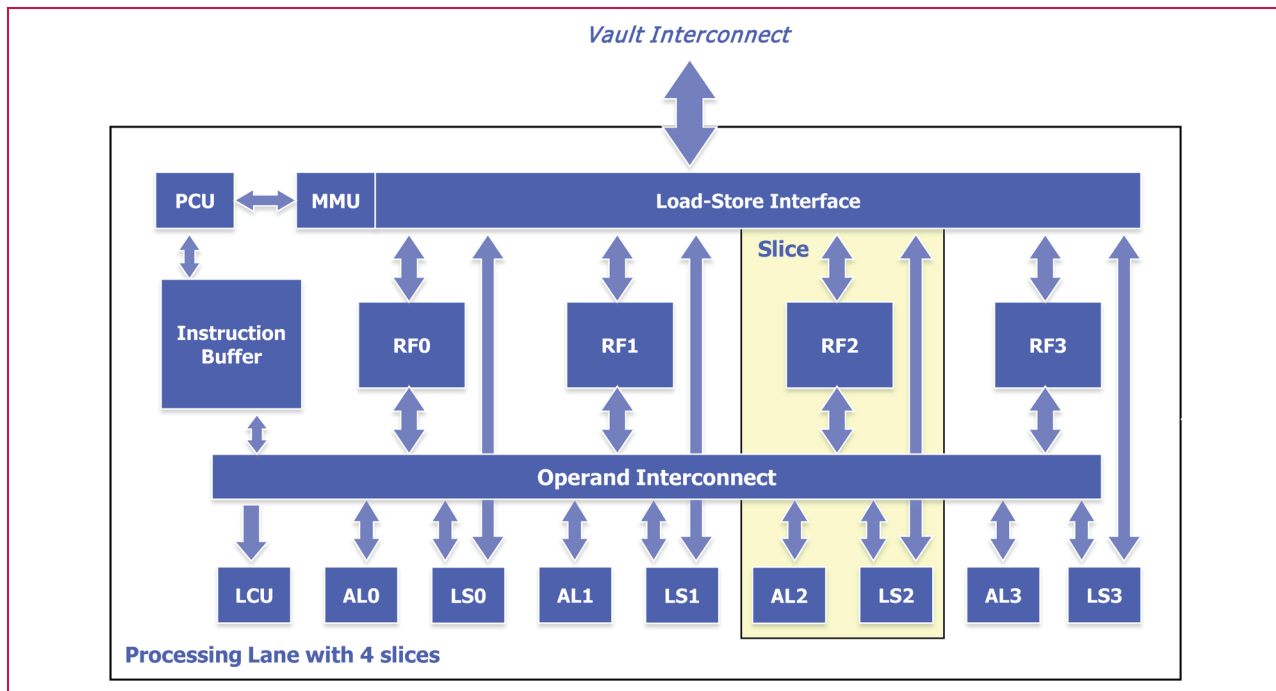 Vault Interconnect
PCU
MMU
Load-Store Interface
Slice
Instruction
Buffer
RF0
RF1
RF2
RF3
Operand Interconnect
LCU
AL0
LS0
AL1
LS1
AL2
LS2
AL3
LS3
Processing Lane with 4 slices